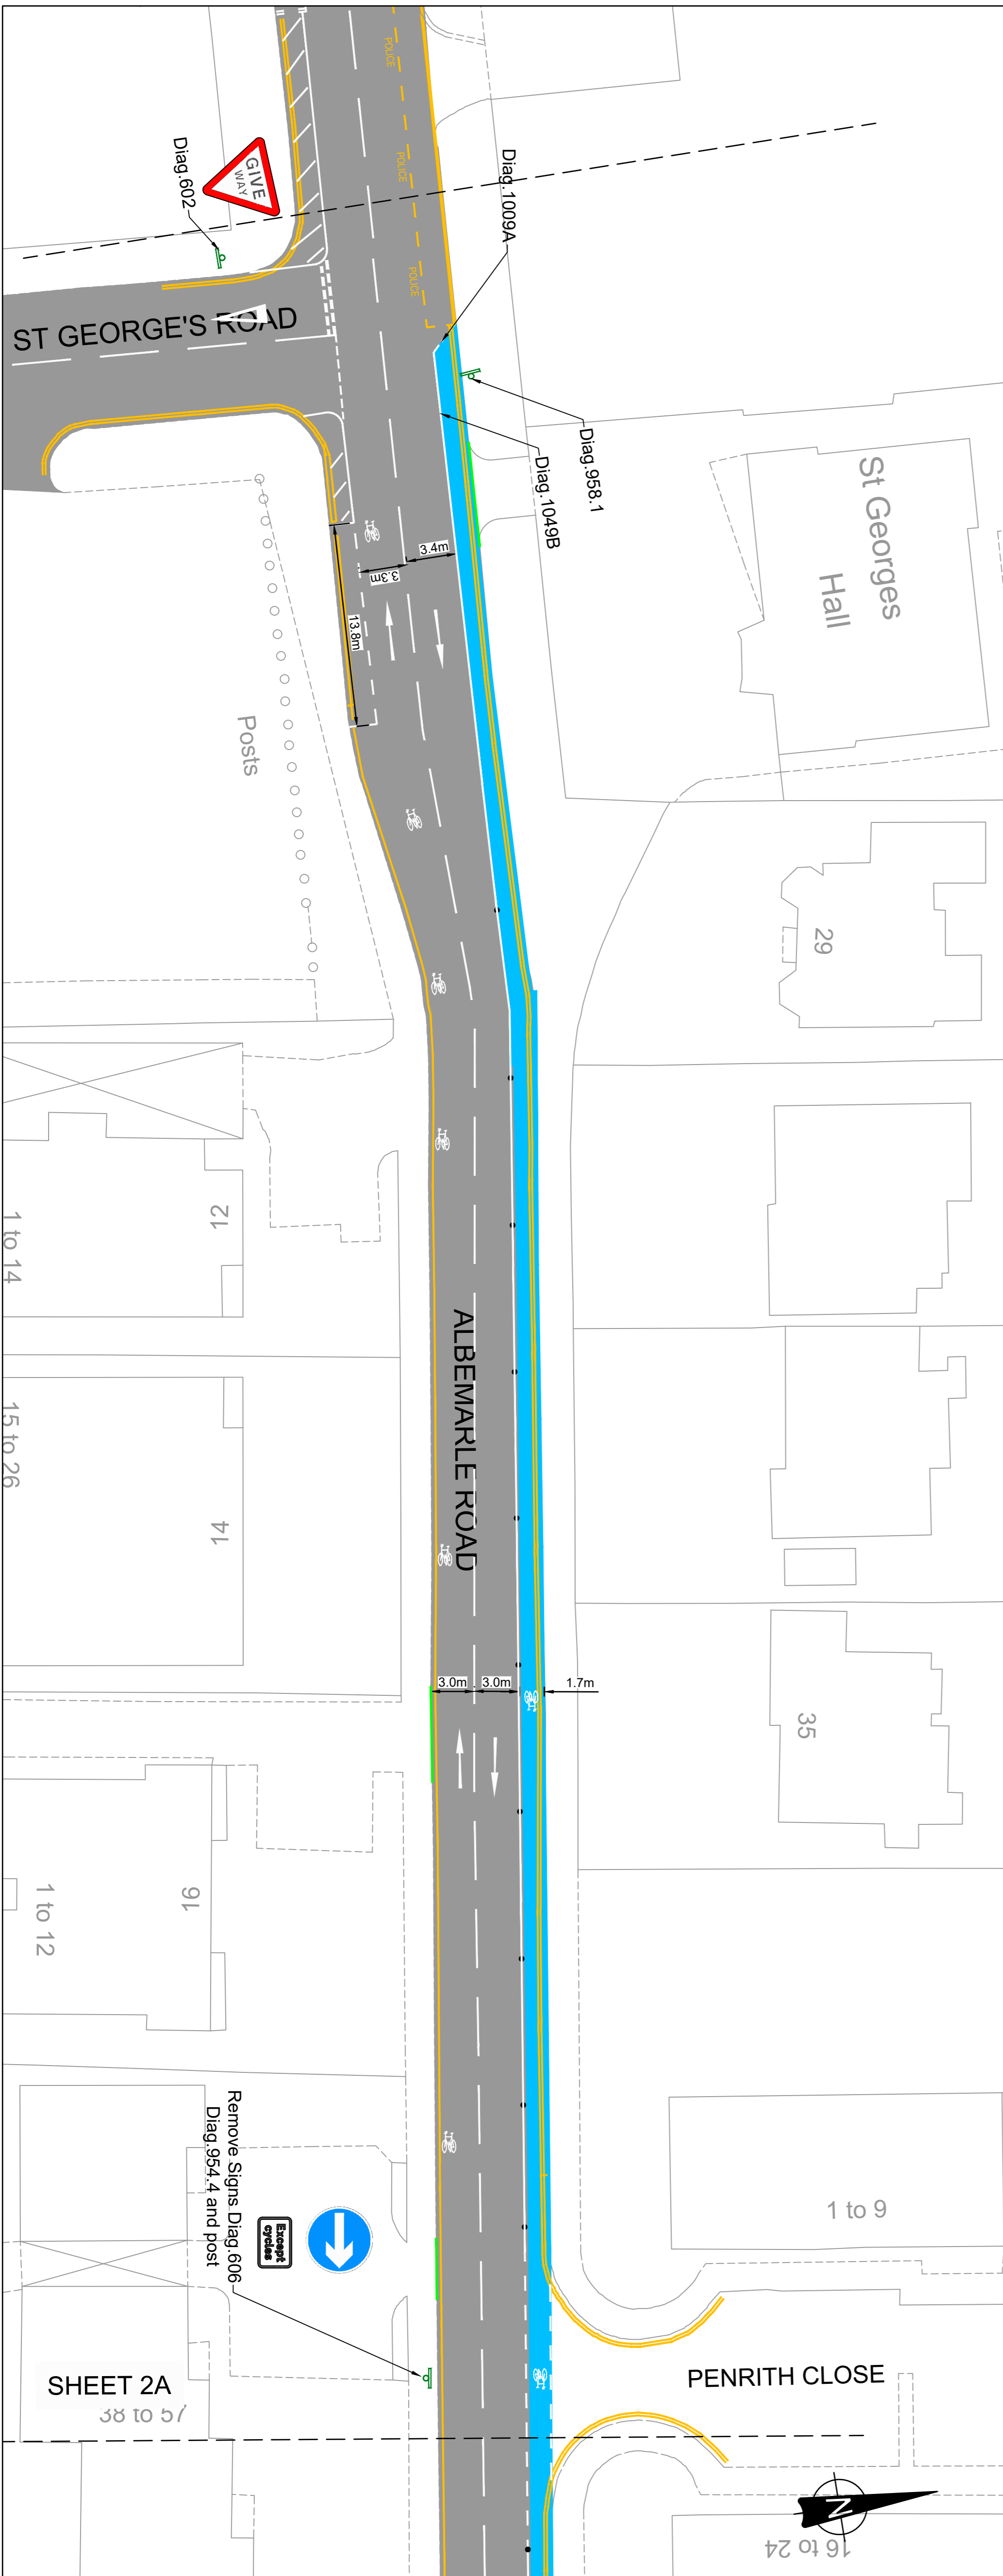 POLICE
POLICE
POLICE
Diag.602
GIVE
WAY
Diag.1009A
ST GEORGE'S ROAD
Diag.958.1
Diag.1049B
St Georges
Hall
3.4m
3.3m
13.8m
Posts
29
12
1 to 14
ALBEMARLE ROAD
15 to 26
14
3.0m
3.0m
1.7m
35
16
1 to 12
Remove Signs Diag.606
Diag.954.4 and post
Except
cycles
1 to 9
PENRITH CLOSE
SHEET 2A
38 to 57
N
16 to 24